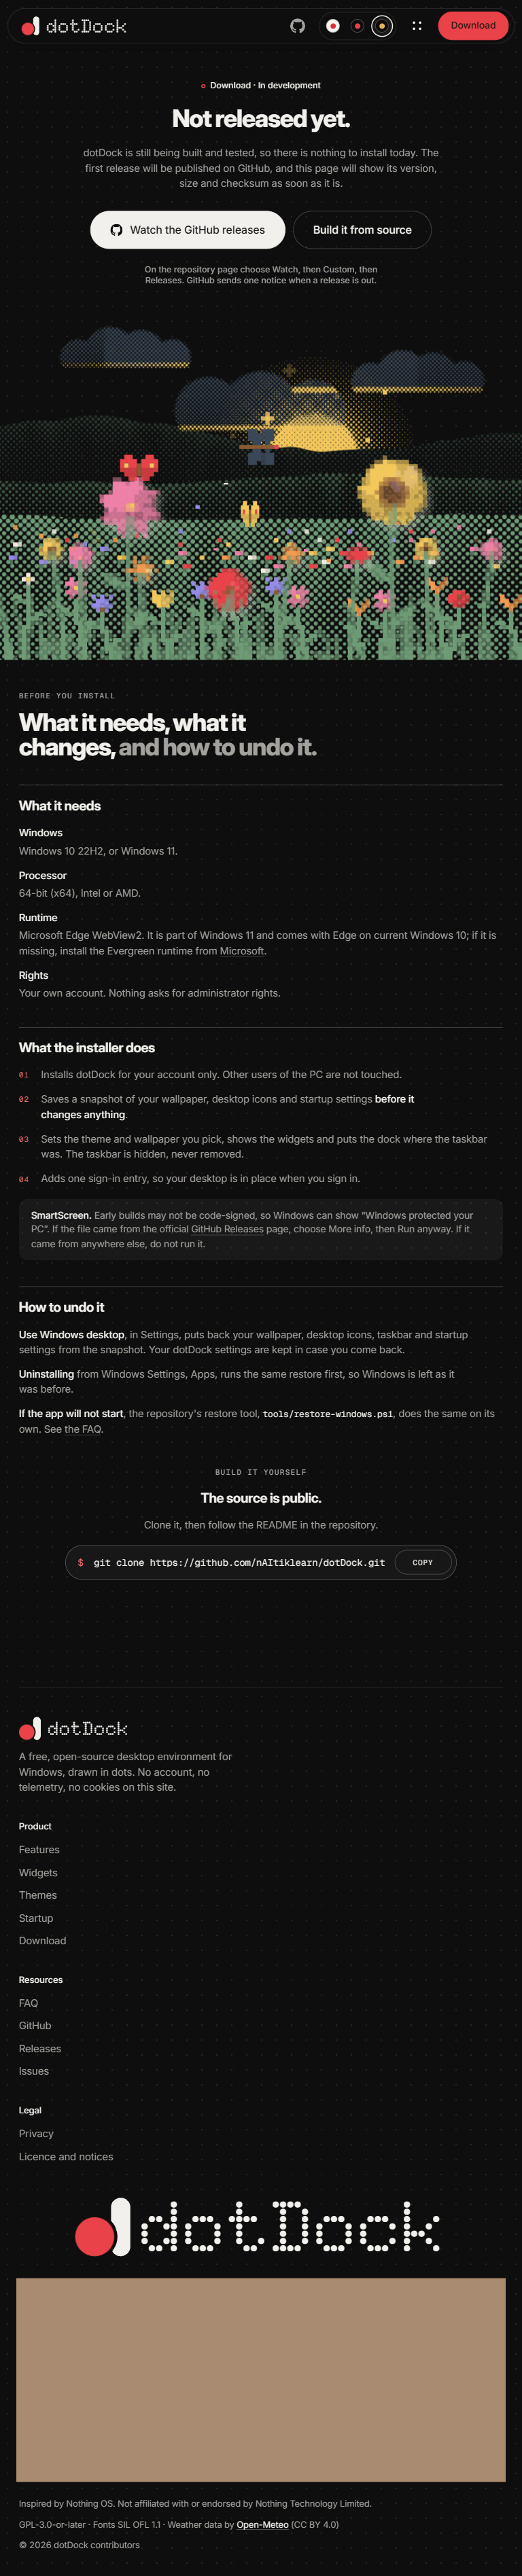 dotDock
Download
Download · In development
Not released yet.
dotDock is still being built and tested, so there is nothing to install today. The
first release will be published on GitHub, and this page will show its version,
size and checksum as soon as it is.
Watch the GitHub releases
Build it from source
On the repository page choose Watch, then Custom, then
Releases. GitHub sends one notice when a release is out.
BEFORE YOU INSTALL
What it needs, what it
changes, and how to undo it.
What it needs
Windows
Windows 10 22H2, or Windows 11.
Processor
64-bit (x64), Intel or AMD.
Runtime
Microsoft Edge WebView2. It is part of Windows 11 and comes with Edge on current Windows 10; if it is
missing, install the Evergreen runtime from Microsoft.
Rights
Your own account. Nothing asks for administrator rights.
What the installer does
01 Installs dotDock for your account only. Other users of the PC are not touched.
02 Saves a snapshot of your wallpaper, desktop icons and startup settings before it
changes anything.
03 Sets the theme and wallpaper you pick, shows the widgets and puts the dock where the taskbar
was. The taskbar is hidden, never removed.
04 Adds one sign-in entry, so your desktop is in place when you sign in.
SmartScreen. Early builds may not be code-signed, so Windows can show “Windows protected your
PC”. If the file came from the official GitHub Releases page, choose More info, then Run anyway. If it
came from anywhere else, do not run it.
How to undo it
Use Windows desktop, in Settings, puts back your wallpaper, desktop icons, taskbar and startup
settings from the snapshot. Your dotDock settings are kept in case you come back.
Uninstalling from Windows Settings, Apps, runs the same restore first, so Windows is left as it
was before.
If the app will not start, the repository's restore tool, tools/restore-windows.ps1, does the same on its
own. See the FAQ.
BUILD IT YOURSELF
The source is public.
Clone it, then follow the README in the repository.
$ git clone https://github.com/nAItiklearn/dotDock.git COPY
dotDock
A free, open-source desktop environment for
Windows, drawn in dots. No account, no
telemetry, no cookies on this site.
Product
Features
Widgets
Themes
Startup
Download
Resources
FAQ
GitHub
Releases
Issues
Legal
Privacy
Licence and notices
dotDock
Inspired by Nothing OS. Not affiliated with or endorsed by Nothing Technology Limited.
GPL-3.0-or-later · Fonts SIL OFL 1.1 · Weather data by Open-Meteo (CC BY 4.0)
© 2026 dotDock contributors